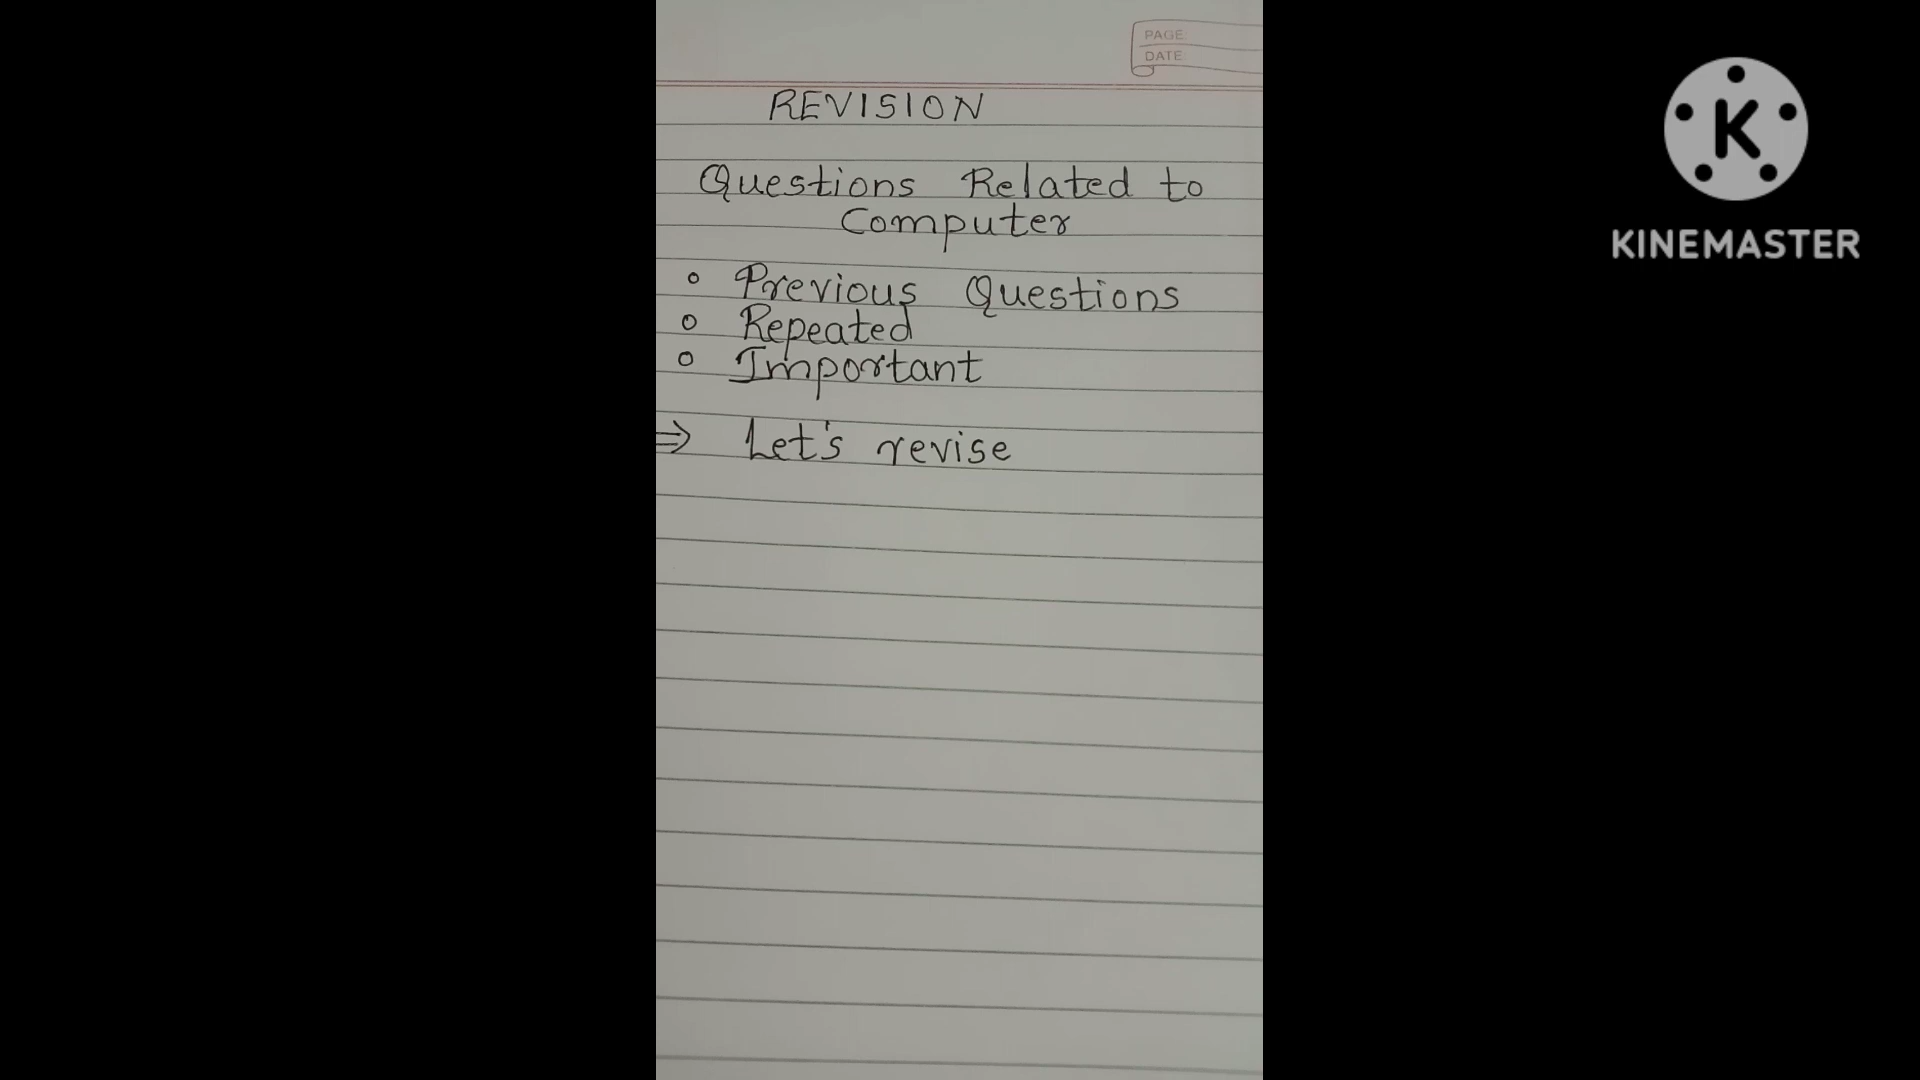 PAGE:
DATE:
REVISION
Questions Related to
Computer
Previous Questions
Repeated
Important
⇒ Let's revise
K
KINEMASTER